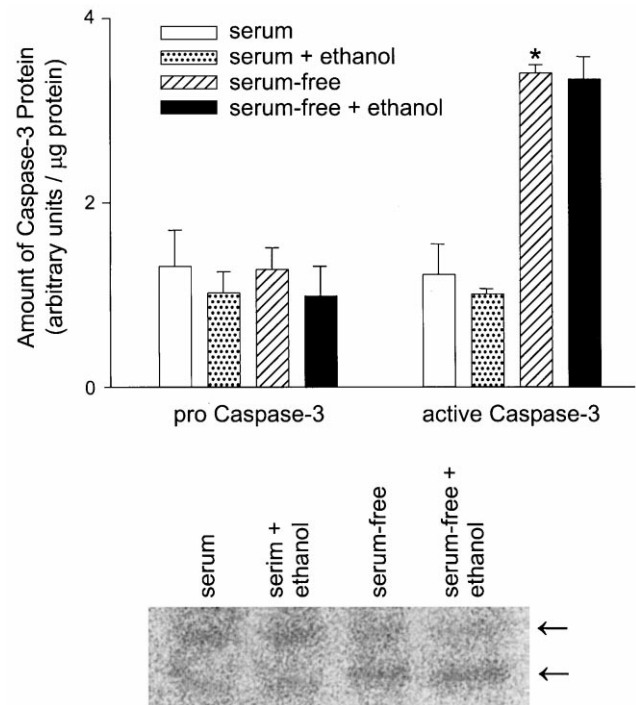 4
2
0
Amount of Caspase-3 Protein
(arbitrary units / µg protein)
serum
serum + ethanol
serum-free
serum-free + ethanol
*
pro Caspase-3
active Caspase-3
serum
serim +
ethanol
serum-free
serum-free +
ethanol